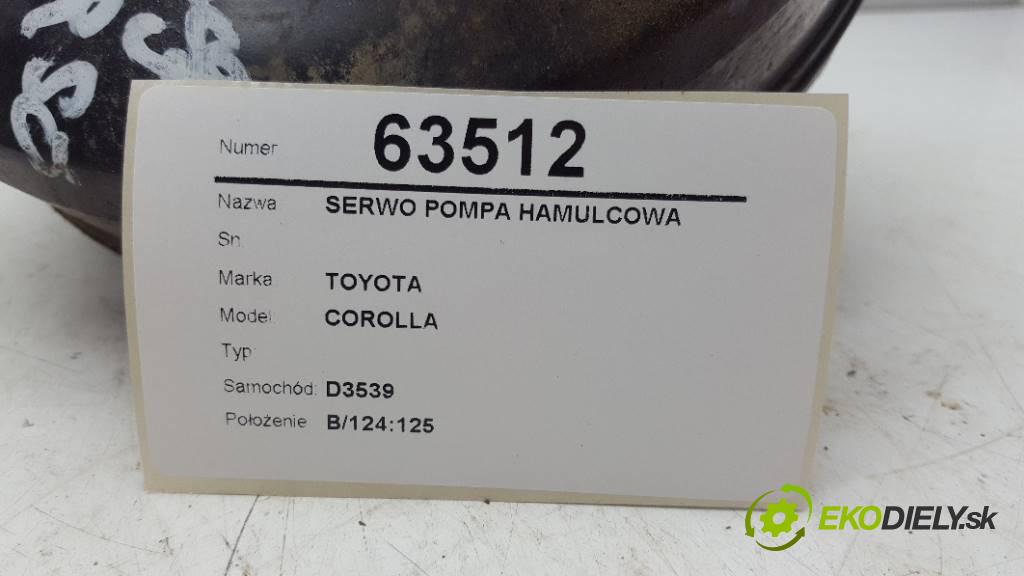 Numer 63512
Nazwa SERWO POMPA HAMULCOWA
Sn
Marka TOYOTA
Model COROLLA
Typ
Samochód: D3539
Położenie B/124:125
EKODIELY.sk